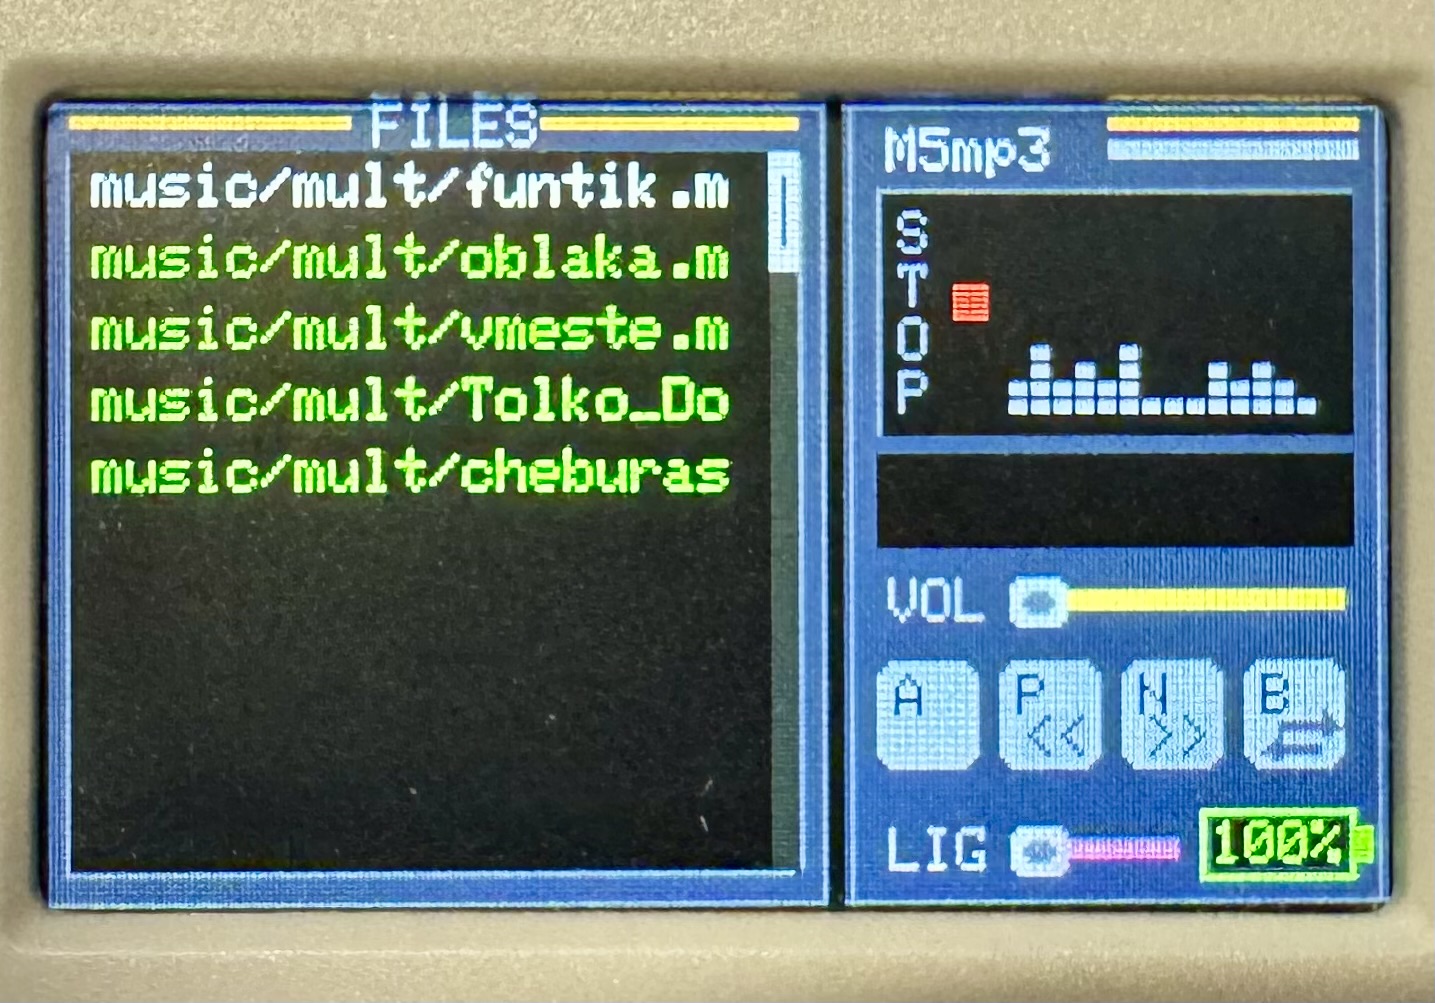 FILES
music/mult/funtik.m
music/mult/oblaka.m
music/mult/vmeste.m
music/mult/Tolko_Do
music/mult/cheburas
M5mp3
STOP
VOL
A P << N >> B
LIG 100%